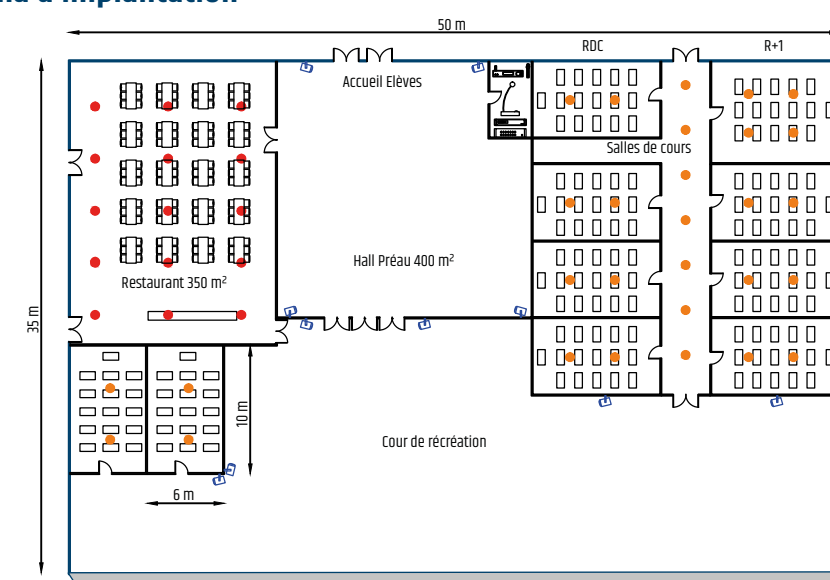 d'implantation
50 m
RDC
R+1
Accueil Elèves
Salles de cours
Hall Préau 400 m²
Restaurant 350 m²
35 m
10 m
Cour de récréation
6 m